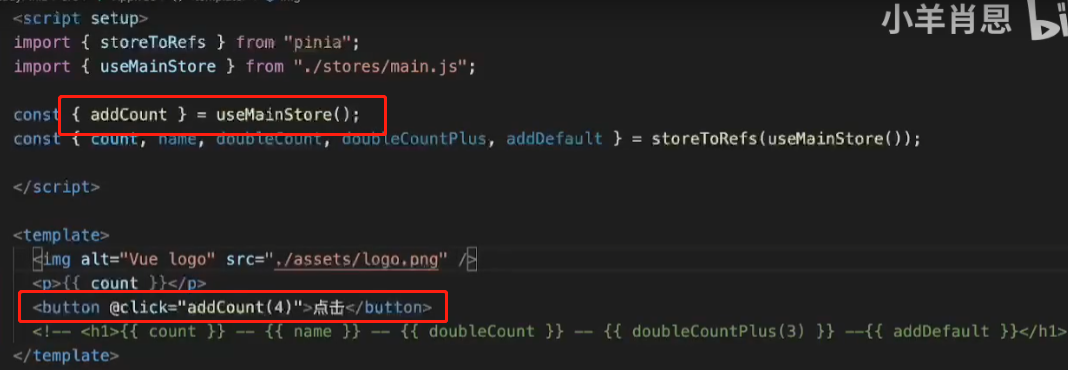 小羊肖恩 bi
<script setup>
import { storeToRefs } from "pinia";
import { useMainStore } from "./stores/main.js";
const { addCount } = useMainStore();
const { count, name, doubleCount, doubleCountPlus, addDefault } = storeToRefs(useMainStore());
</script>
<template>
<img alt="Vue logo" src="./assets/logo.png" />
<p>{{ count }}</p>
<button @click="addCount(4)">点击</button>
<!-- <h1>{{ count }} -- {{ name }} -- {{ doubleCount }} -- {{ doubleCountPlus(3) }} --{{ addDefault }}</h1>
</template>